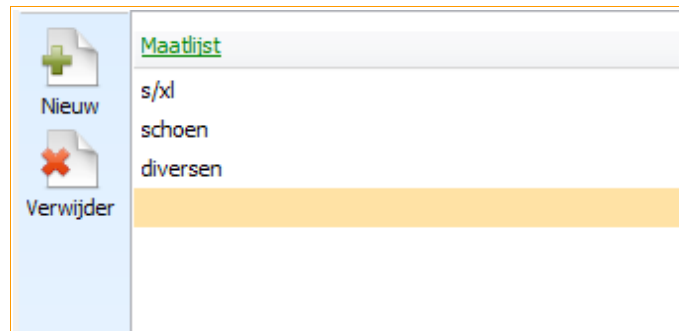 Maatlijst
Nieuw
s/xl
schoen
diversen
Verwijder